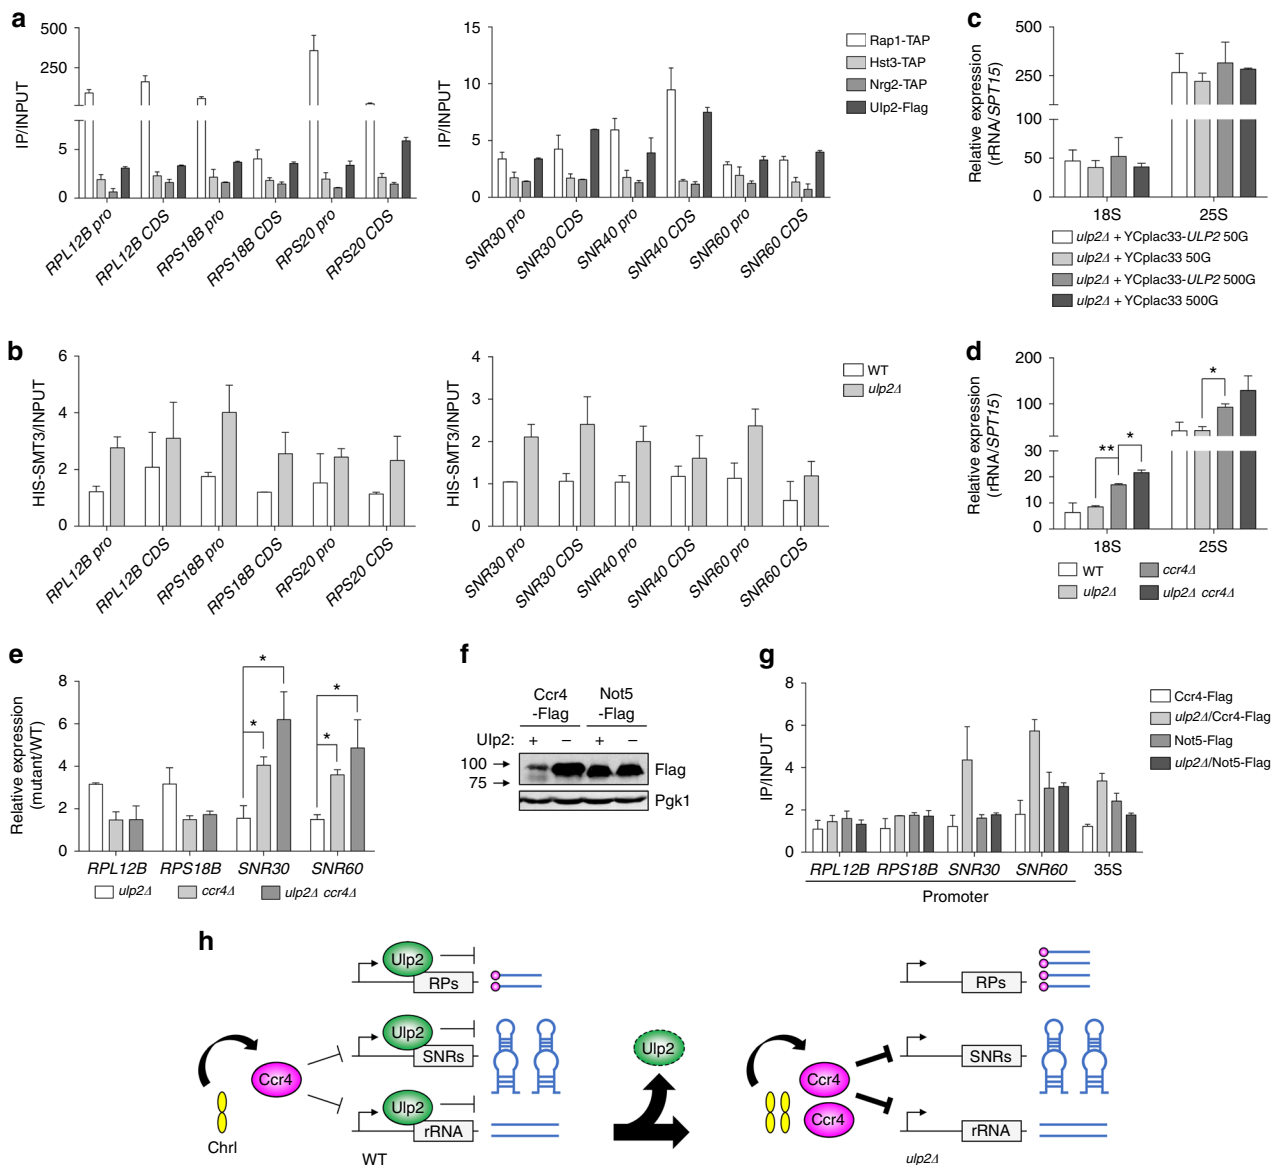 a
500
250
5
0
IP/INPUT
RPL12B pro
RPL12B CDS
RPS18B pro
RPS18B CDS
RPS20 pro
RPS20 CDS
15
10
5
0
IP/INPUT
SNR30 pro
SNR30 CDS
SNR40 pro
SNR40 CDS
SNR60 pro
SNR60 CDS
Rap1-TAP
Hst3-TAP
Nrg2-TAP
Ulp2-Flag
c
500
250
100
50
0
Relative expression
(rRNA/SPT15)
18S
25S
ulp2Δ + YCplac33-ULP2 50G
ulp2Δ + YCplac33 50G
ulp2Δ + YCplac33-ULP2 500G
ulp2Δ + YCplac33 500G
b
6
4
2
0
HIS-SMT3/INPUT
RPL12B pro
RPL12B CDS
RPS18B pro
RPS18B CDS
RPS20 pro
RPS20 CDS
4
3
2
1
0
HIS-SMT3/INPUT
SNR30 pro
SNR30 CDS
SNR40 pro
SNR40 CDS
SNR60 pro
SNR60 CDS
WT
ulp2Δ
d
200
100
30
20
10
0
Relative expression
(rRNA/SPT15)
**
*
*
18S
25S
WT
ccr4Δ
ulp2Δ
ulp2Δ ccr4Δ
e
8
6
4
2
0
Relative expression
(mutant/WT)
*
*
*
*
RPL12B
RPS18B
SNR30
SNR60
ulp2Δ
ccr4Δ
ulp2Δ ccr4Δ
f
Ccr4
-Flag
Not5
-Flag
Ulp2:
+
−
+
−
100
75
Flag
Pgk1
g
8
6
4
2
0
IP/INPUT
RPL12B
RPS18B
SNR30
SNR60
35S
Promoter
Ccr4-Flag
ulp2Δ/Ccr4-Flag
Not5-Flag
ulp2Δ/Not5-Flag
h
Ulp2
RPs
Ulp2
SNRs
Ccr4
Ulp2
rRNA
ChrI
WT
Ulp2
RPs
SNRs
Ccr4
Ccr4
rRNA
ulp2Δ